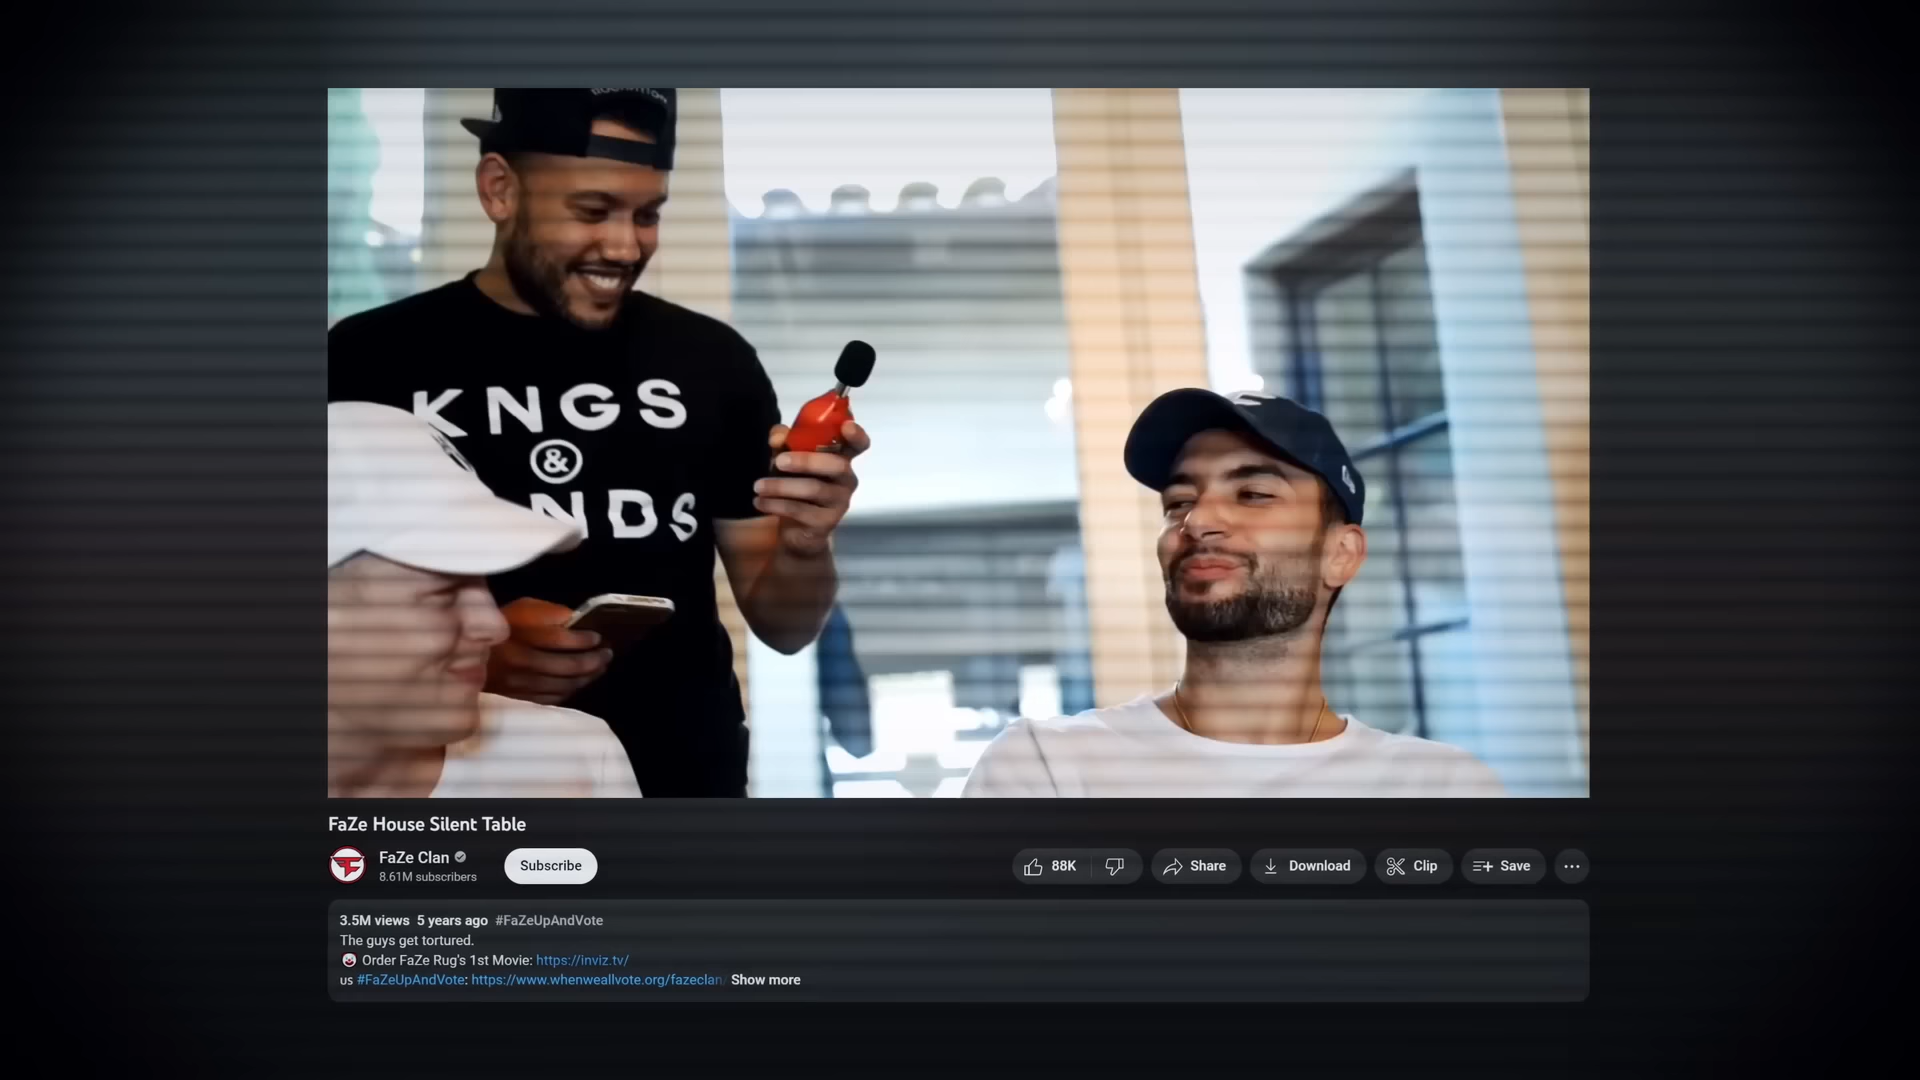 KNGS
&
NDS
FaZe House Silent Table
FaZe Clan
8.61M subscribers
Subscribe
88K
Share
Download
Clip
Save
3.5M views 5 years ago #FaZeUpAndVote
The guys get tortured.
Order FaZe Rug's 1st Movie: https://inviz.tv/
us #FaZeUpAndVote: https://www.whenweallvote.org/fazeclan/ Show more